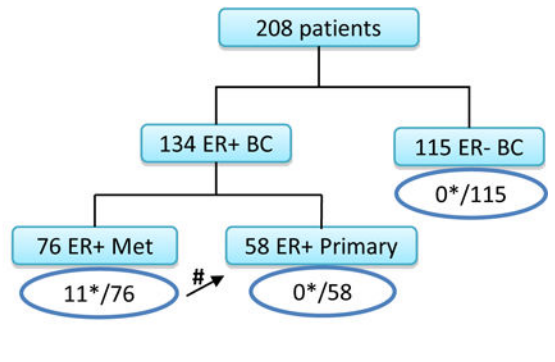 208 patients
134 ER+ BC
115 ER- BC
0*/115
76 ER+ Met
58 ER+ Primary
#
11*/76
0*/58